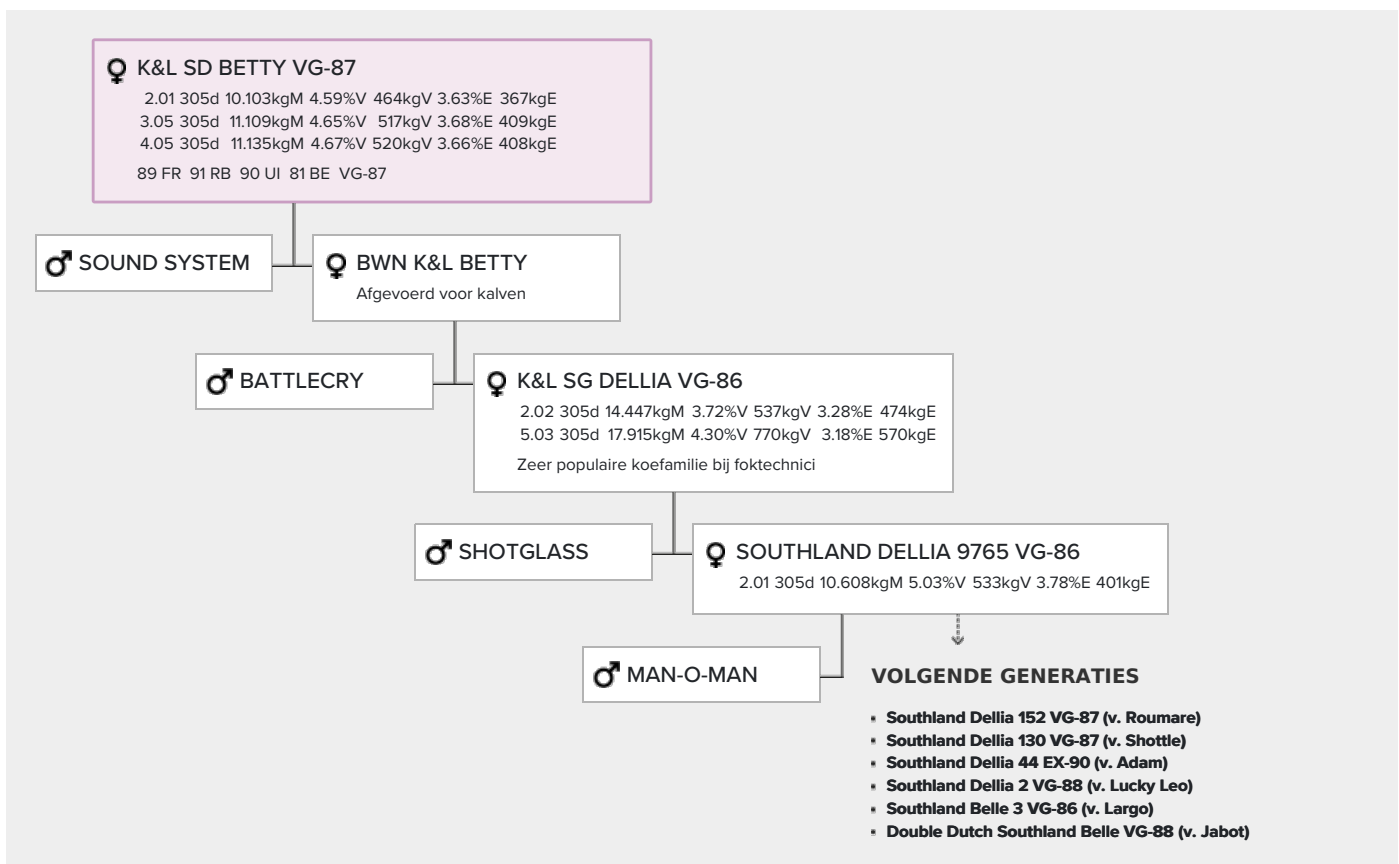 K&L SD BETTY VG-87
2.01 305d 10.103kgM 4.59%V 464kgV 3.63%E 367kgE
3.05 305d 11.109kgM 4.65%V 517kgV 3.68%E 409kgE
4.05 305d 11.135kgM 4.67%V 520kgV 3.66%E 408kgE
89 FR 91 RB 90 UI 81 BE VG-87
SOUND SYSTEM
BWN K&L BETTY
Afgevoerd voor kalven
BATTLECRY
K&L SG DELLIA VG-86
2.02 305d 14.447kgM 3.72%V 537kgV 3.28%E 474kgE
5.03 305d 17.915kgM 4.30%V 770kgV 3.18%E 570kgE
Zeer populaire koefamilie bij foktechnici
SHOTGLASS
SOUTHLAND DELLIA 9765 VG-86
2.01 305d 10.608kgM 5.03%V 533kgV 3.78%E 401kgE
MAN-O-MAN
VOLGENDE GENERATIES
▪ Southland Dellia 152 VG-87 (v. Roumare)
▪ Southland Dellia 130 VG-87 (v. Shottle)
▪ Southland Dellia 44 EX-90 (v. Adam)
▪ Southland Dellia 2 VG-88 (v. Lucky Leo)
▪ Southland Belle 3 VG-86 (v. Largo)
▪ Double Dutch Southland Belle VG-88 (v. Jabot)